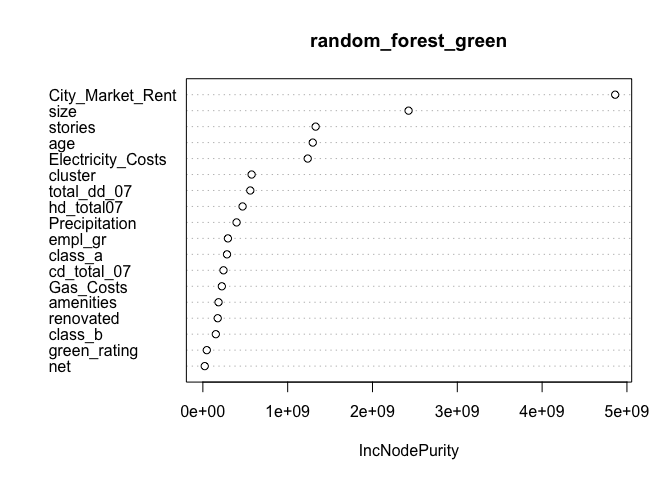 random_forest_green
City_Market_Rent
size
stories
age
Electricity_Costs
cluster
total_dd_07
hd_total07
Precipitation
empl_gr
class_a
cd_total_07
Gas_Costs
amenities
renovated
class_b
green_rating
net
0e+00 1e+09 2e+09 3e+09 4e+09 5e+09
IncNodePurity